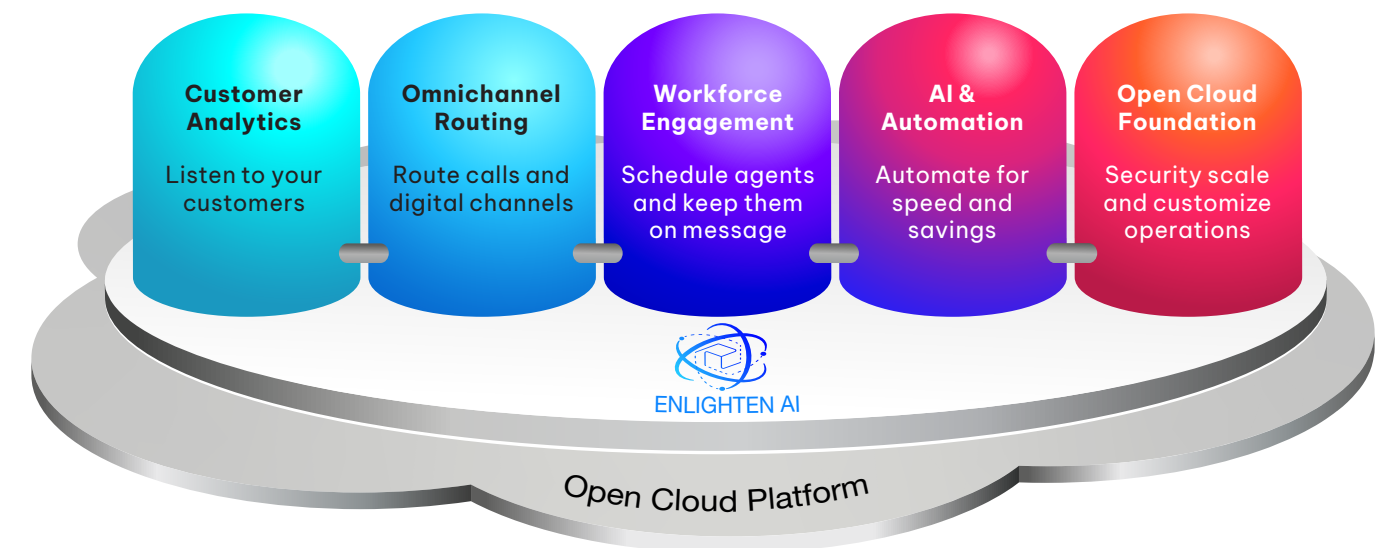 Customer
Analytics
Listen to your
customers
Omnichannel
Routing
Route calls and
digital channels
Workforce
Engagement
Schedule agents
and keep them
on message
AI &
Automation
Automate for
speed and
savings
Open Cloud
Foundation
Security scale
and customize
operations
ENLIGHTEN AI
Open Cloud Platform